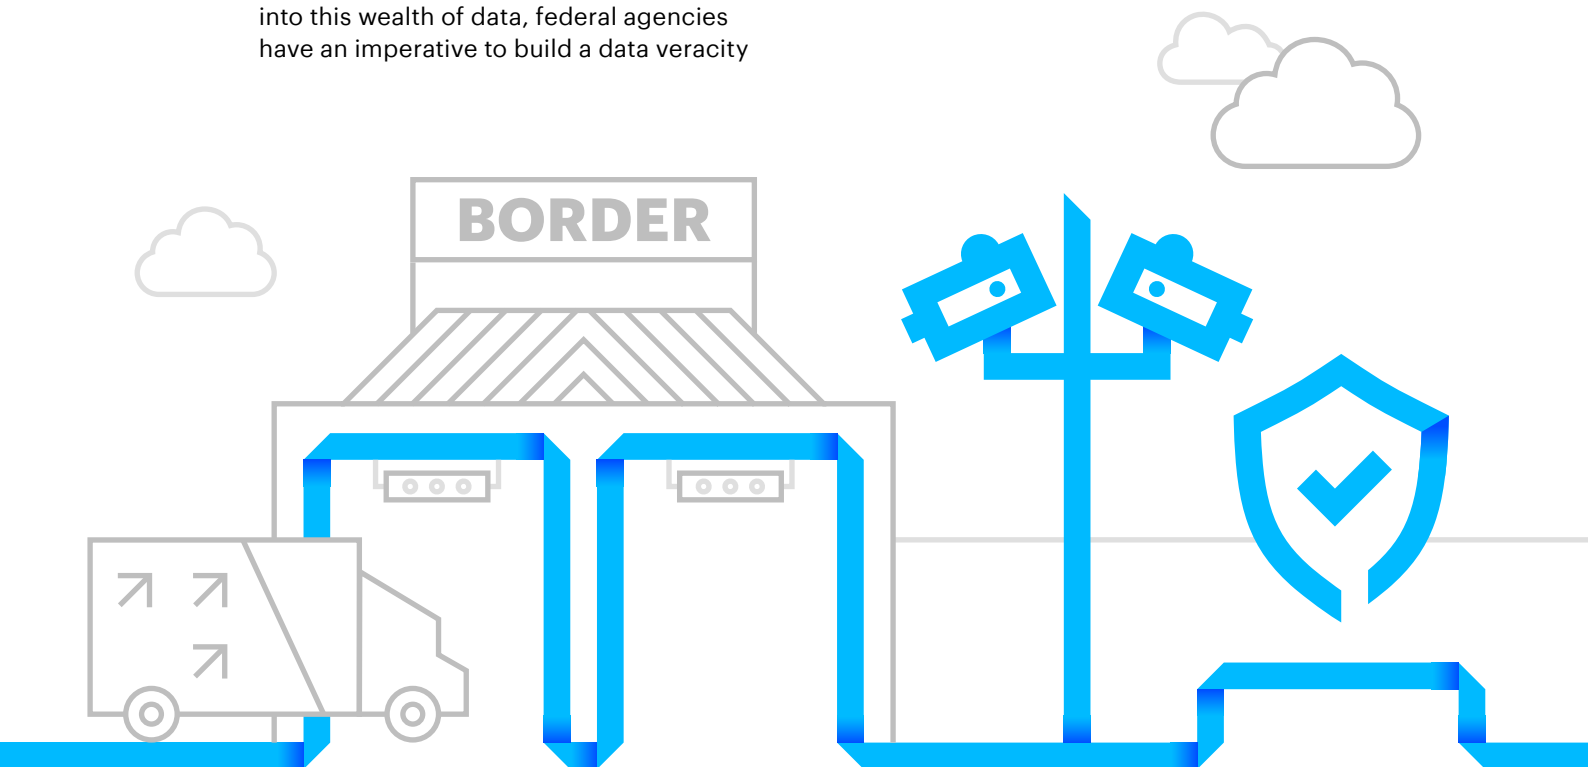 into this wealth of data, federal agencies
have an imperative to build a data veracity
BORDER